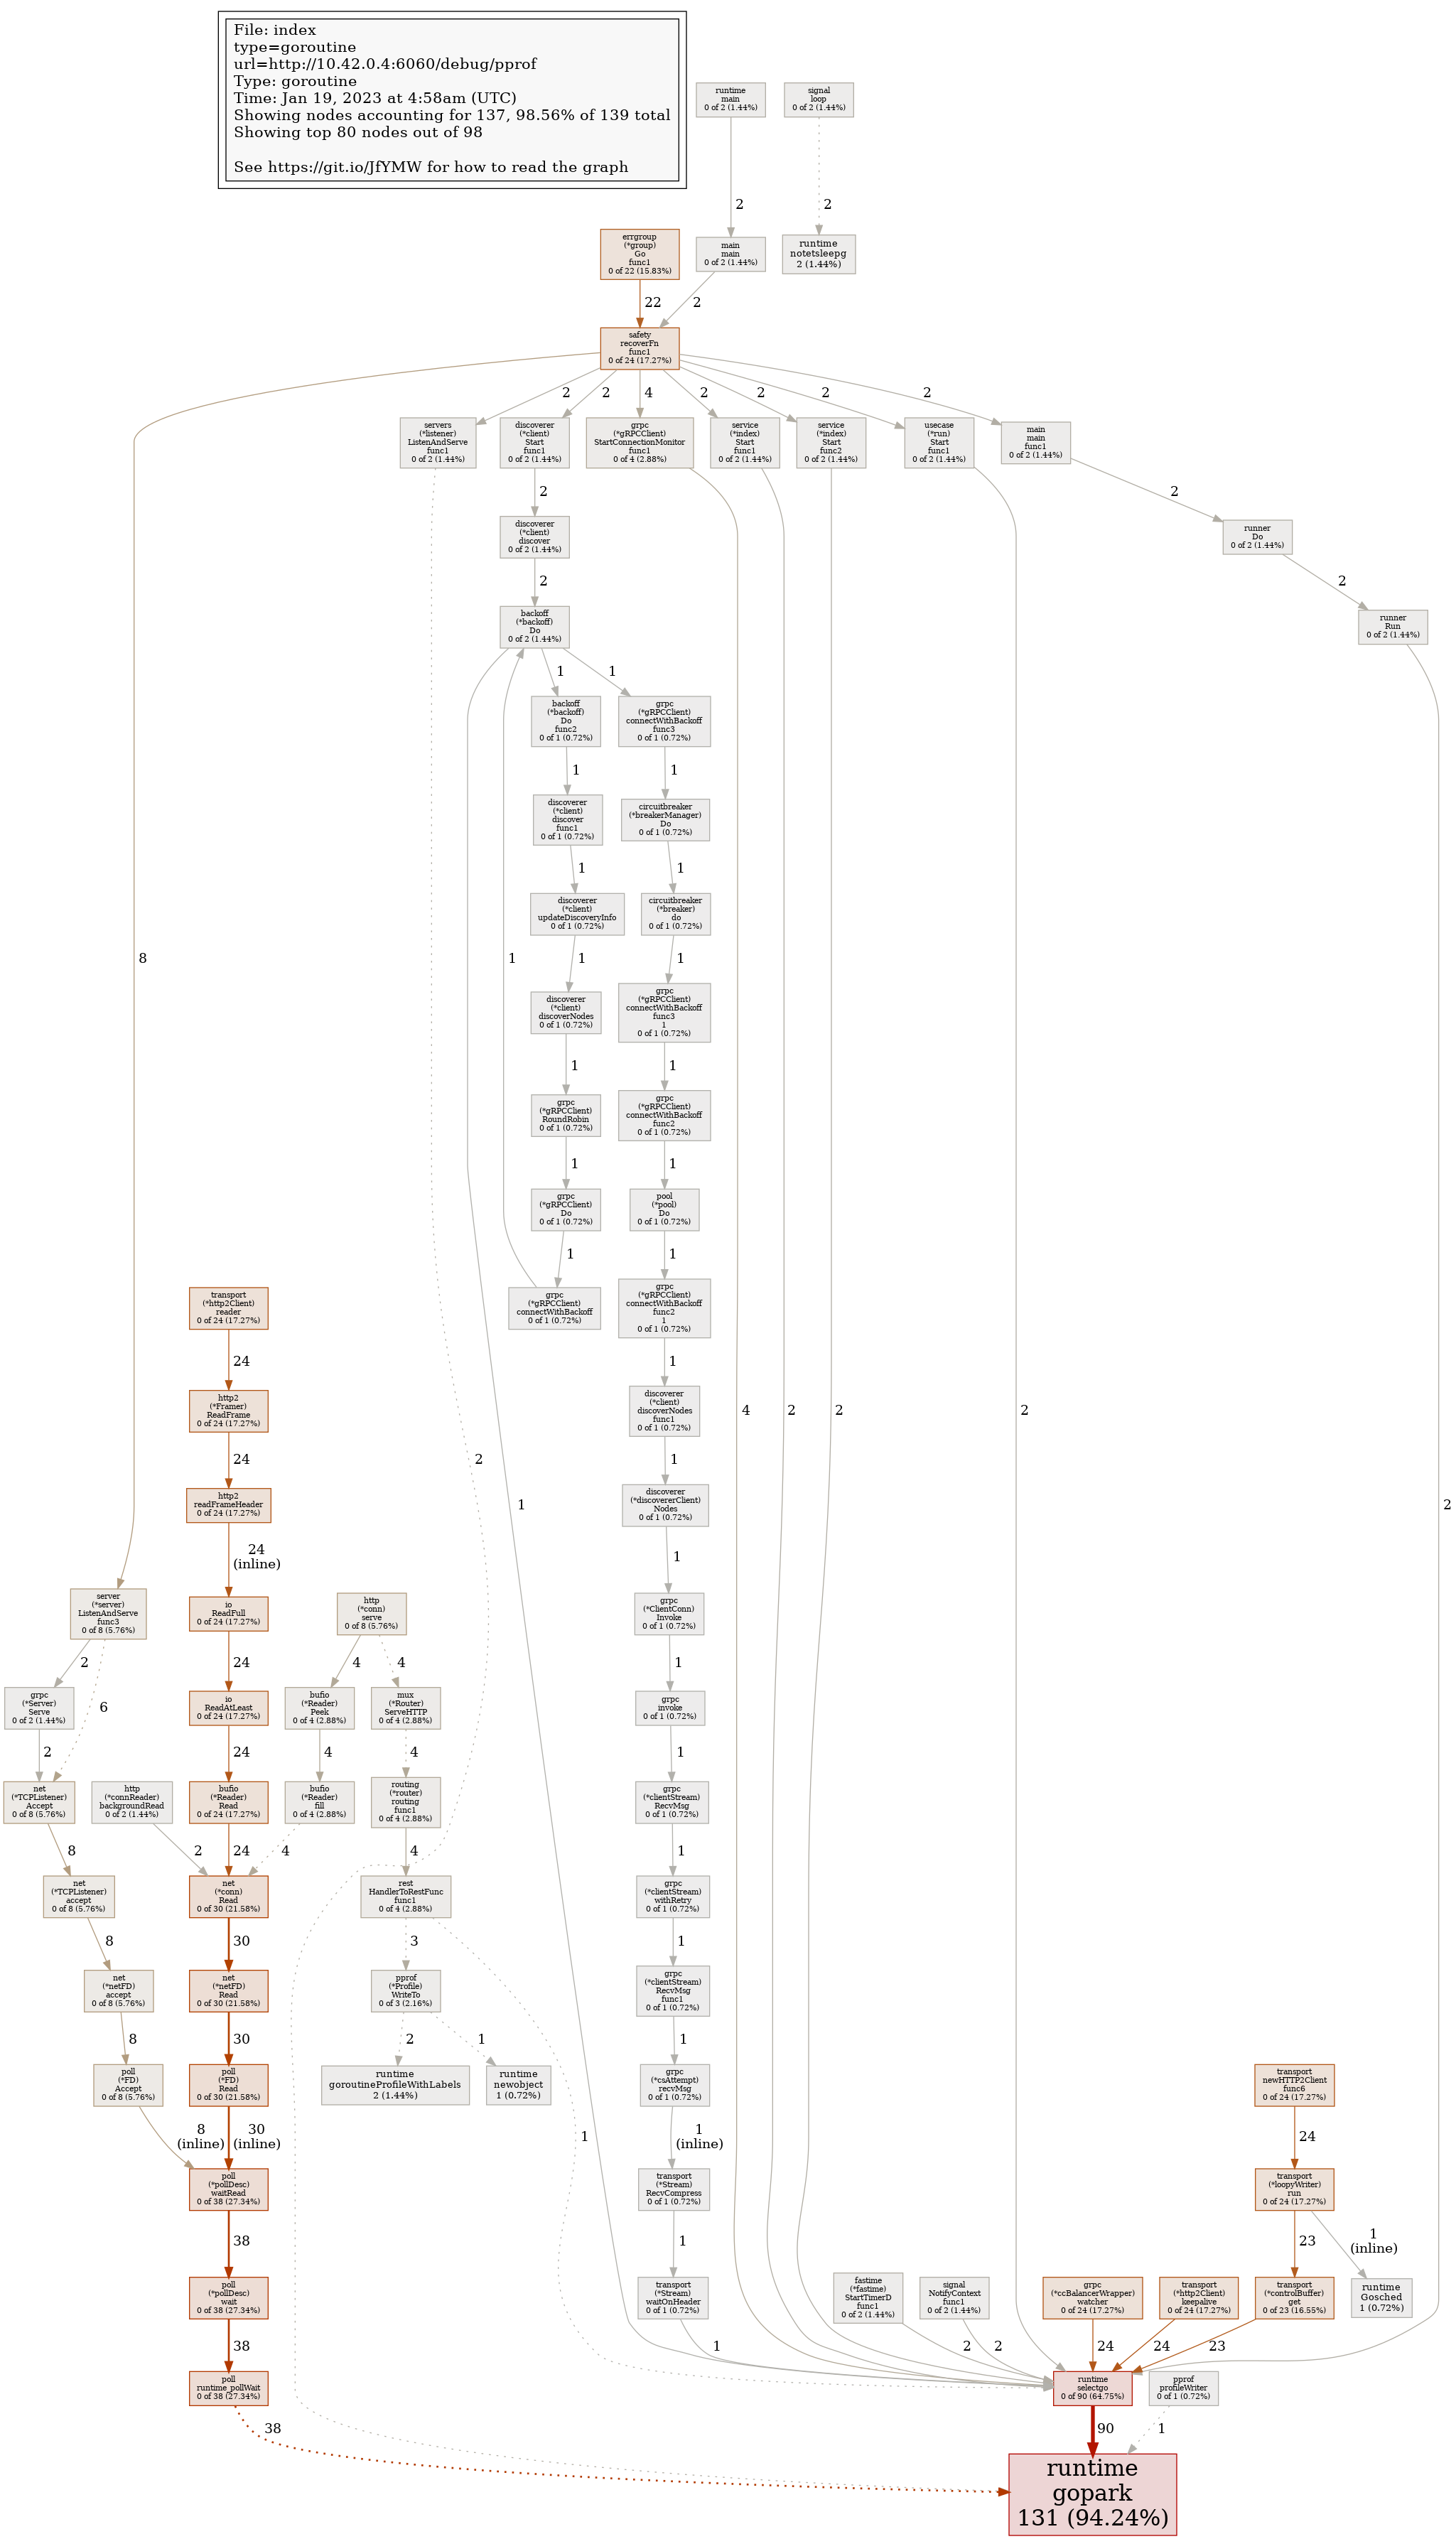 File: index
type=goroutine
url=http://10.42.0.4:6060/debug/pprof
Type: goroutine
Time: Jan 19, 2023 at 4:58am (UTC)
Showing nodes accounting for 137, 98.56% of 139 total
Showing top 80 nodes out of 98
See https://git.io/JfYMW for how to read the graph
runtime
main
0 of 2 (1.44%)
signal
loop
0 of 2 (1.44%)
2
2
errgroup
(*group)
Go
func1
0 of 22 (15.83%)
main
main
0 of 2 (1.44%)
runtime
notetsleepg
2 (1.44%)
22
2
safety
recoverFn
func1
0 of 24 (17.27%)
2
2
4
2
2
2
2
servers
(*listener)
ListenAndServe
func1
0 of 2 (1.44%)
discoverer
(*client)
Start
func1
0 of 2 (1.44%)
grpc
(*gRPCClient)
StartConnectionMonitor
func1
0 of 4 (2.88%)
service
(*index)
Start
func1
0 of 2 (1.44%)
service
(*index)
Start
func2
0 of 2 (1.44%)
usecase
(*run)
Start
func1
0 of 2 (1.44%)
main
main
func1
0 of 2 (1.44%)
2
2
discoverer
(*client)
discover
0 of 2 (1.44%)
runner
Do
0 of 2 (1.44%)
2
2
backoff
(*backoff)
Do
0 of 2 (1.44%)
runner
Run
0 of 2 (1.44%)
1
1
backoff
(*backoff)
Do
func2
0 of 1 (0.72%)
grpc
(*gRPCClient)
connectWithBackoff
func3
0 of 1 (0.72%)
1
1
discoverer
(*client)
discover
func1
0 of 1 (0.72%)
circuitbreaker
(*breakerManager)
Do
0 of 1 (0.72%)
1
1
discoverer
(*client)
updateDiscoveryInfo
0 of 1 (0.72%)
circuitbreaker
(*breaker)
do
0 of 1 (0.72%)
8
1
1
1
discoverer
(*client)
discoverNodes
0 of 1 (0.72%)
grpc
(*gRPCClient)
connectWithBackoff
func3
1
0 of 1 (0.72%)
1
1
grpc
(*gRPCClient)
RoundRobin
0 of 1 (0.72%)
grpc
(*gRPCClient)
connectWithBackoff
func2
0 of 1 (0.72%)
1
1
grpc
(*gRPCClient)
Do
0 of 1 (0.72%)
pool
(*pool)
Do
0 of 1 (0.72%)
1
1
transport
(*http2Client)
reader
0 of 24 (17.27%)
grpc
(*gRPCClient)
connectWithBackoff
0 of 1 (0.72%)
grpc
(*gRPCClient)
connectWithBackoff
func2
1
0 of 1 (0.72%)
24
1
http2
(*Framer)
ReadFrame
0 of 24 (17.27%)
discoverer
(*client)
discoverNodes
func1
0 of 1 (0.72%)
4
2
2
2
24
2
1
http2
readFrameHeader
0 of 24 (17.27%)
1
discoverer
(*discovererClient)
Nodes
0 of 1 (0.72%)
2
24
(inline)
1
server
(*server)
ListenAndServe
func3
0 of 8 (5.76%)
io
ReadFull
0 of 24 (17.27%)
http
(*conn)
serve
0 of 8 (5.76%)
grpc
(*ClientConn)
Invoke
0 of 1 (0.72%)
2
24
4
4
1
grpc
(*Server)
Serve
0 of 2 (1.44%)
6
io
ReadAtLeast
0 of 24 (17.27%)
bufio
(*Reader)
Peek
0 of 4 (2.88%)
mux
(*Router)
ServeHTTP
0 of 4 (2.88%)
grpc
invoke
0 of 1 (0.72%)
2
24
4
4
1
net
(*TCPListener)
Accept
0 of 8 (5.76%)
http
(*connReader)
backgroundRead
0 of 2 (1.44%)
bufio
(*Reader)
Read
0 of 24 (17.27%)
bufio
(*Reader)
fill
0 of 4 (2.88%)
routing
(*router)
routing
func1
0 of 4 (2.88%)
grpc
(*clientStream)
RecvMsg
0 of 1 (0.72%)
8
2
24
4
4
1
net
(*TCPListener)
accept
0 of 8 (5.76%)
net
(*conn)
Read
0 of 30 (21.58%)
rest
HandlerToRestFunc
func1
0 of 4 (2.88%)
grpc
(*clientStream)
withRetry
0 of 1 (0.72%)
8
30
3
1
net
(*netFD)
accept
0 of 8 (5.76%)
net
(*netFD)
Read
0 of 30 (21.58%)
pprof
(*Profile)
WriteTo
0 of 3 (2.16%)
grpc
(*clientStream)
RecvMsg
func1
0 of 1 (0.72%)
8
30
2
1
1
poll
(*FD)
Accept
0 of 8 (5.76%)
poll
(*FD)
Read
0 of 30 (21.58%)
runtime
goroutineProfileWithLabels
2 (1.44%)
runtime
newobject
1 (0.72%)
grpc
(*csAttempt)
recvMsg
0 of 1 (0.72%)
transport
newHTTP2Client
func6
0 of 24 (17.27%)
8
(inline)
30
(inline)
1
1
(inline)
24
poll
(*pollDesc)
waitRead
0 of 38 (27.34%)
transport
(*Stream)
RecvCompress
0 of 1 (0.72%)
transport
(*loopyWriter)
run
0 of 24 (17.27%)
38
1
23
1
(inline)
poll
(*pollDesc)
wait
0 of 38 (27.34%)
transport
(*Stream)
waitOnHeader
0 of 1 (0.72%)
fastime
(*fastime)
StartTimerD
func1
0 of 2 (1.44%)
signal
NotifyContext
func1
0 of 2 (1.44%)
grpc
(*ccBalancerWrapper)
watcher
0 of 24 (17.27%)
transport
(*http2Client)
keepalive
0 of 24 (17.27%)
transport
(*controlBuffer)
get
0 of 23 (16.55%)
runtime
Gosched
1 (0.72%)
38
1
2
2
24
24
23
poll
runtime_pollWait
0 of 38 (27.34%)
runtime
selectgo
0 of 90 (64.75%)
pprof
profileWriter
0 of 1 (0.72%)
38
90
1
runtime
gopark
131 (94.24%)